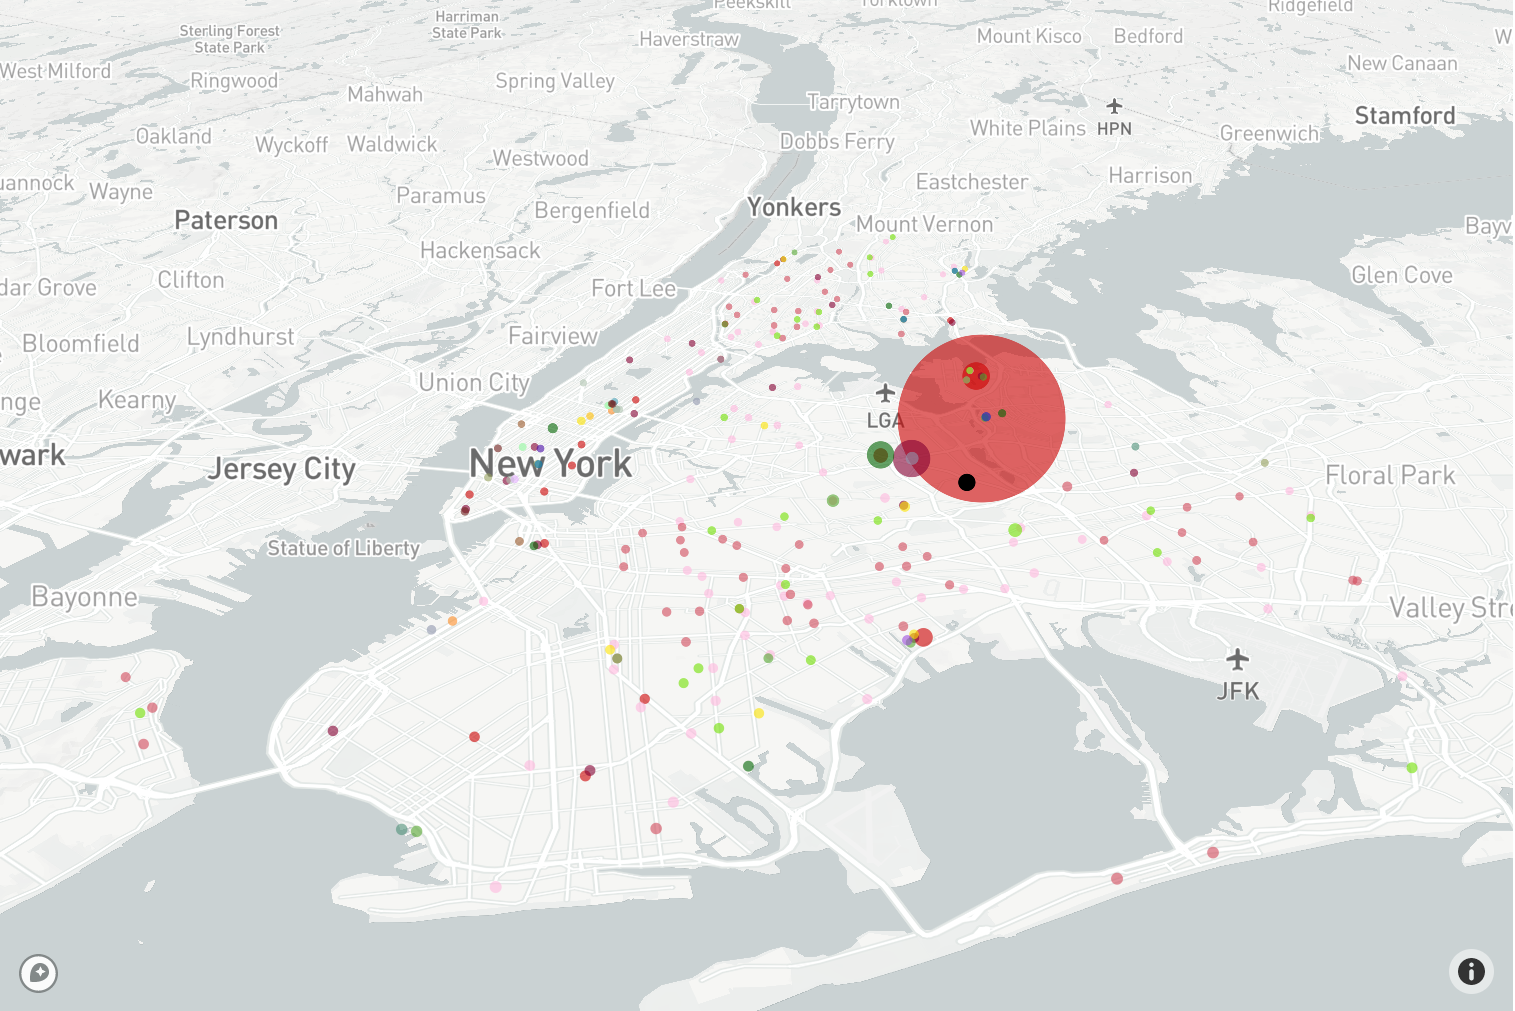 Peekskill
Yorktown
Ridgefield
Harriman
State Park
Sterling Forest
State Park
Haverstraw
Mount Kisco
Bedford
W
West Milford
Ringwood
Spring Valley
New Canaan
Mahwah
Tarrytown
HPN
Stamford
Oakland
Wyckoff
Waldwick
Westwood
Dobbs Ferry
White Plains
Greenwich
uannock
Wayne
Paramus
Eastchester
Harrison
Paterson
Bergenfield
Yonkers
Mount Vernon
Bayv
Hackensack
dar Grove
Clifton
Fort Lee
Glen Cove
Bloomfield
Lyndhurst
Fairview
nge
Kearny
Union City
LGA
wark
Jersey City
New York
Floral Park
Statue of Liberty
Bayonne
Valley Stre
JFK